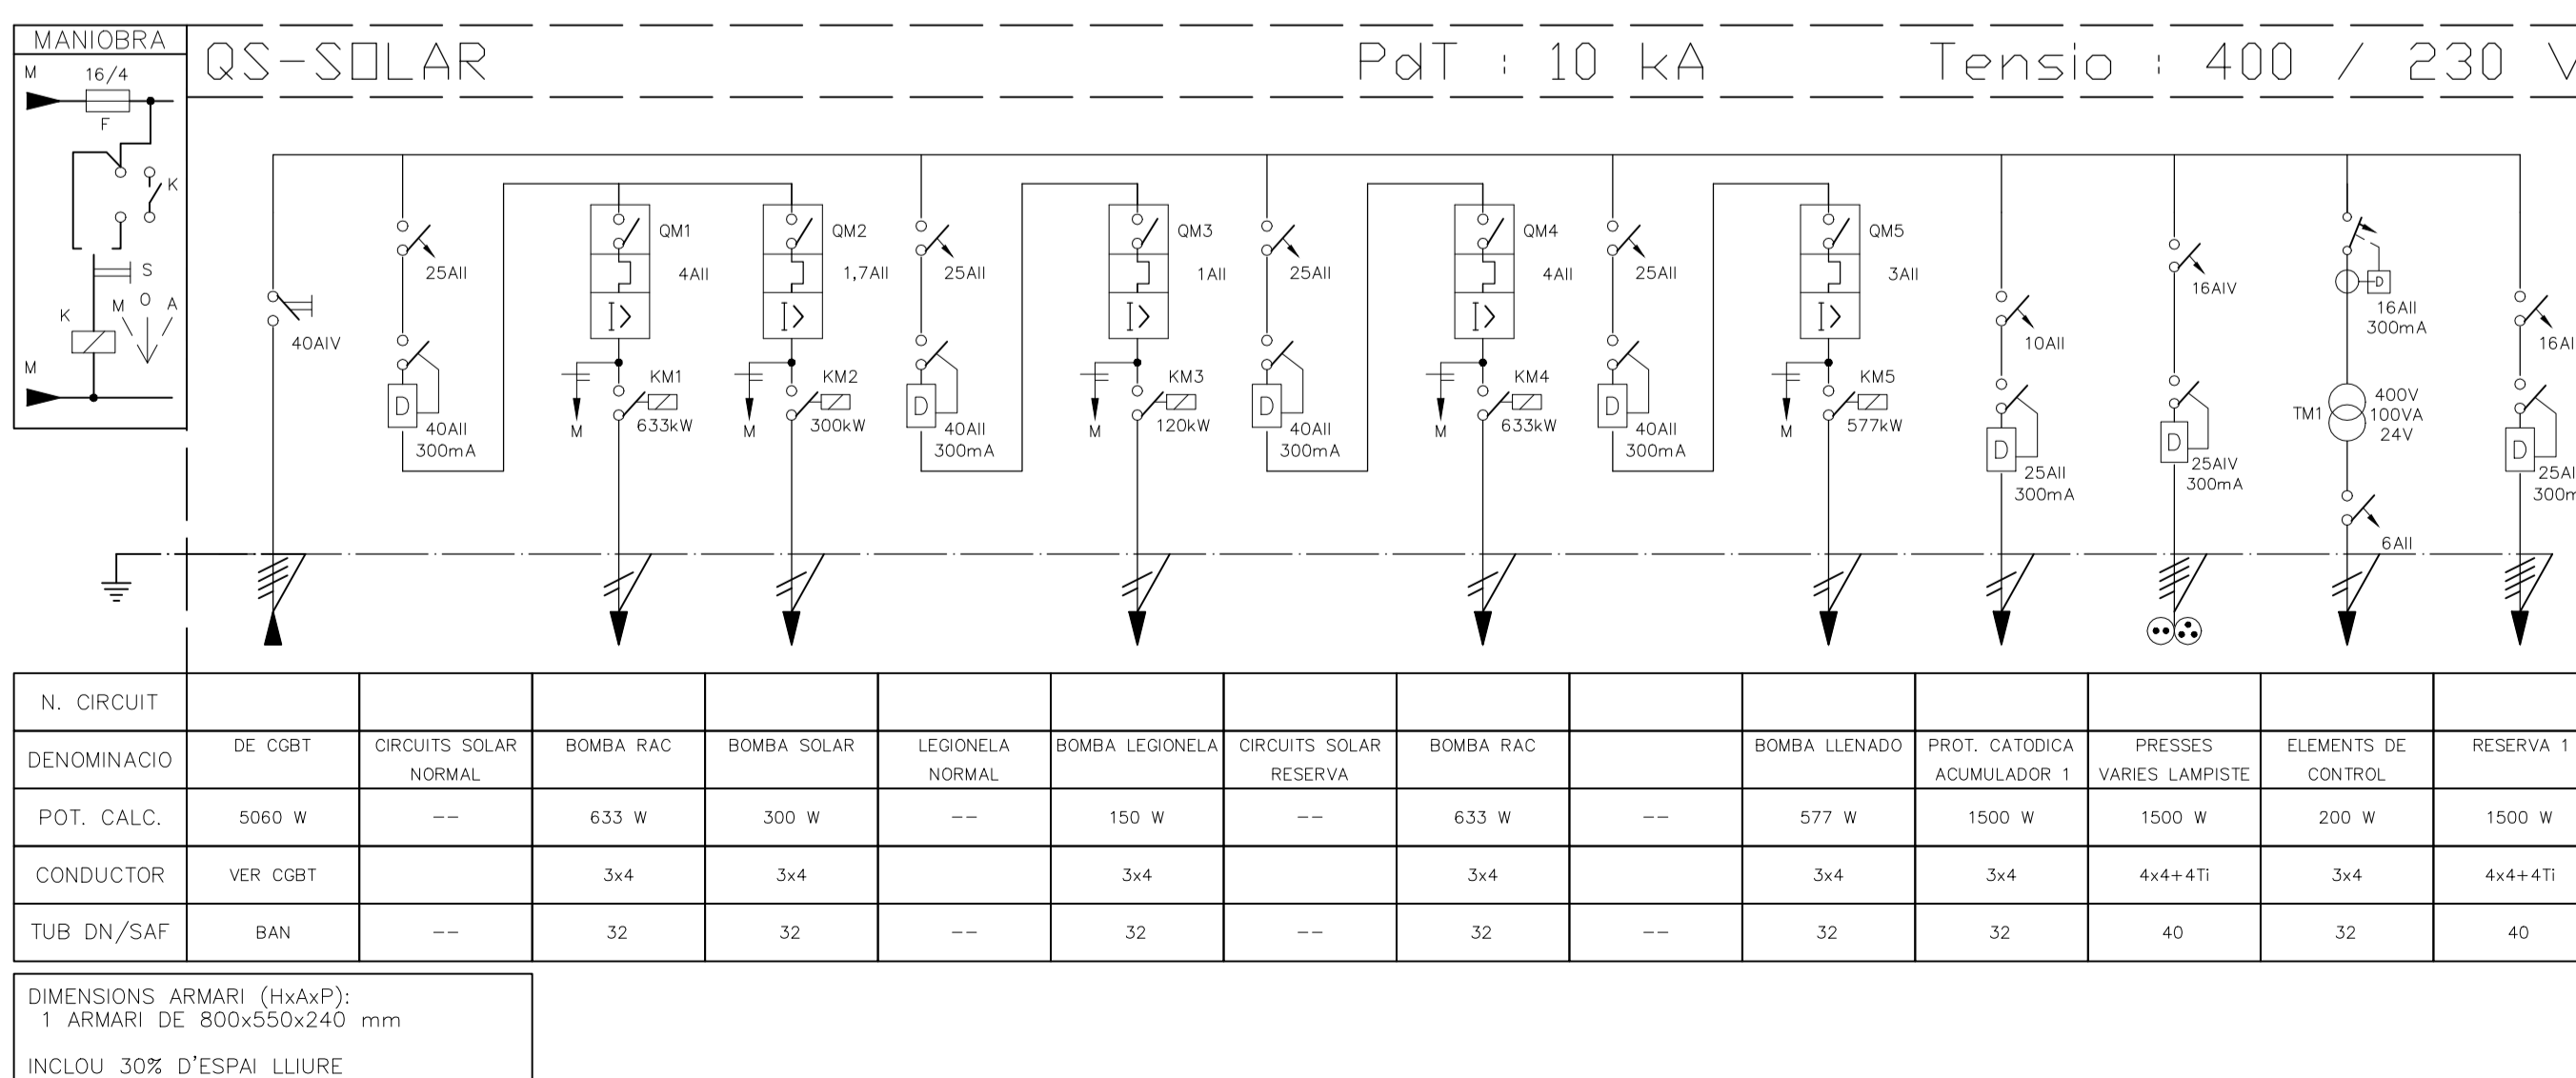 MANIOBRA
M
16/4
F
K
S
M O A
K
M
QS-SOLAR
PdT : 10 kA
Tensio : 400 / 230 V
40AIV
25AII
D
40AII
300mA
QM1
4AII
I>
KM1
633kW
M
QM2
1,7AII
I>
KM2
300kW
M
25AII
D
40AII
300mA
QM3
1AII
I>
KM3
120kW
M
25AII
D
40AII
300mA
QM4
4AII
I>
KM4
633kW
M
25AII
D
40AII
300mA
QM5
3AII
I>
KM5
577kW
M
10AII
D
25AII
300mA
16AIV
D
25AIV
300mA
D
16AII
300mA
TM1
400V
100VA
24V
6AII
D
N. CIRCUIT
DENOMINACIO
DE CGBT
CIRCUITS SOLAR
NORMAL
BOMBA RAC
BOMBA SOLAR
LEGIONELA
NORMAL
BOMBA LEGIONELA
CIRCUITS SOLAR
RESERVA
BOMBA RAC
BOMBA LLENADO
PROT. CATODICA
ACUMULADOR 1
PRESSES
VARIES LAMPISTE
ELEMENTS DE
CONTROL
RESERVA 1
POT. CALC. 5060 W -- 633 W 300 W -- 150 W -- 633 W -- 577 W 1500 W 1500 W 200 W 1500 W
CONDUCTOR VER CGBT 3x4 3x4 3x4 3x4 3x4 3x4 4x4+4Ti 3x4 4x4+4Ti
TUB DN/SAF BAN -- 32 32 -- 32 -- 32 -- 32 32 40 32 40
DIMENSIONS ARMARI (HxAxP):
1 ARMARI DE 800x550x240 mm
INCLOU 30% D'ESPAI LLIURE